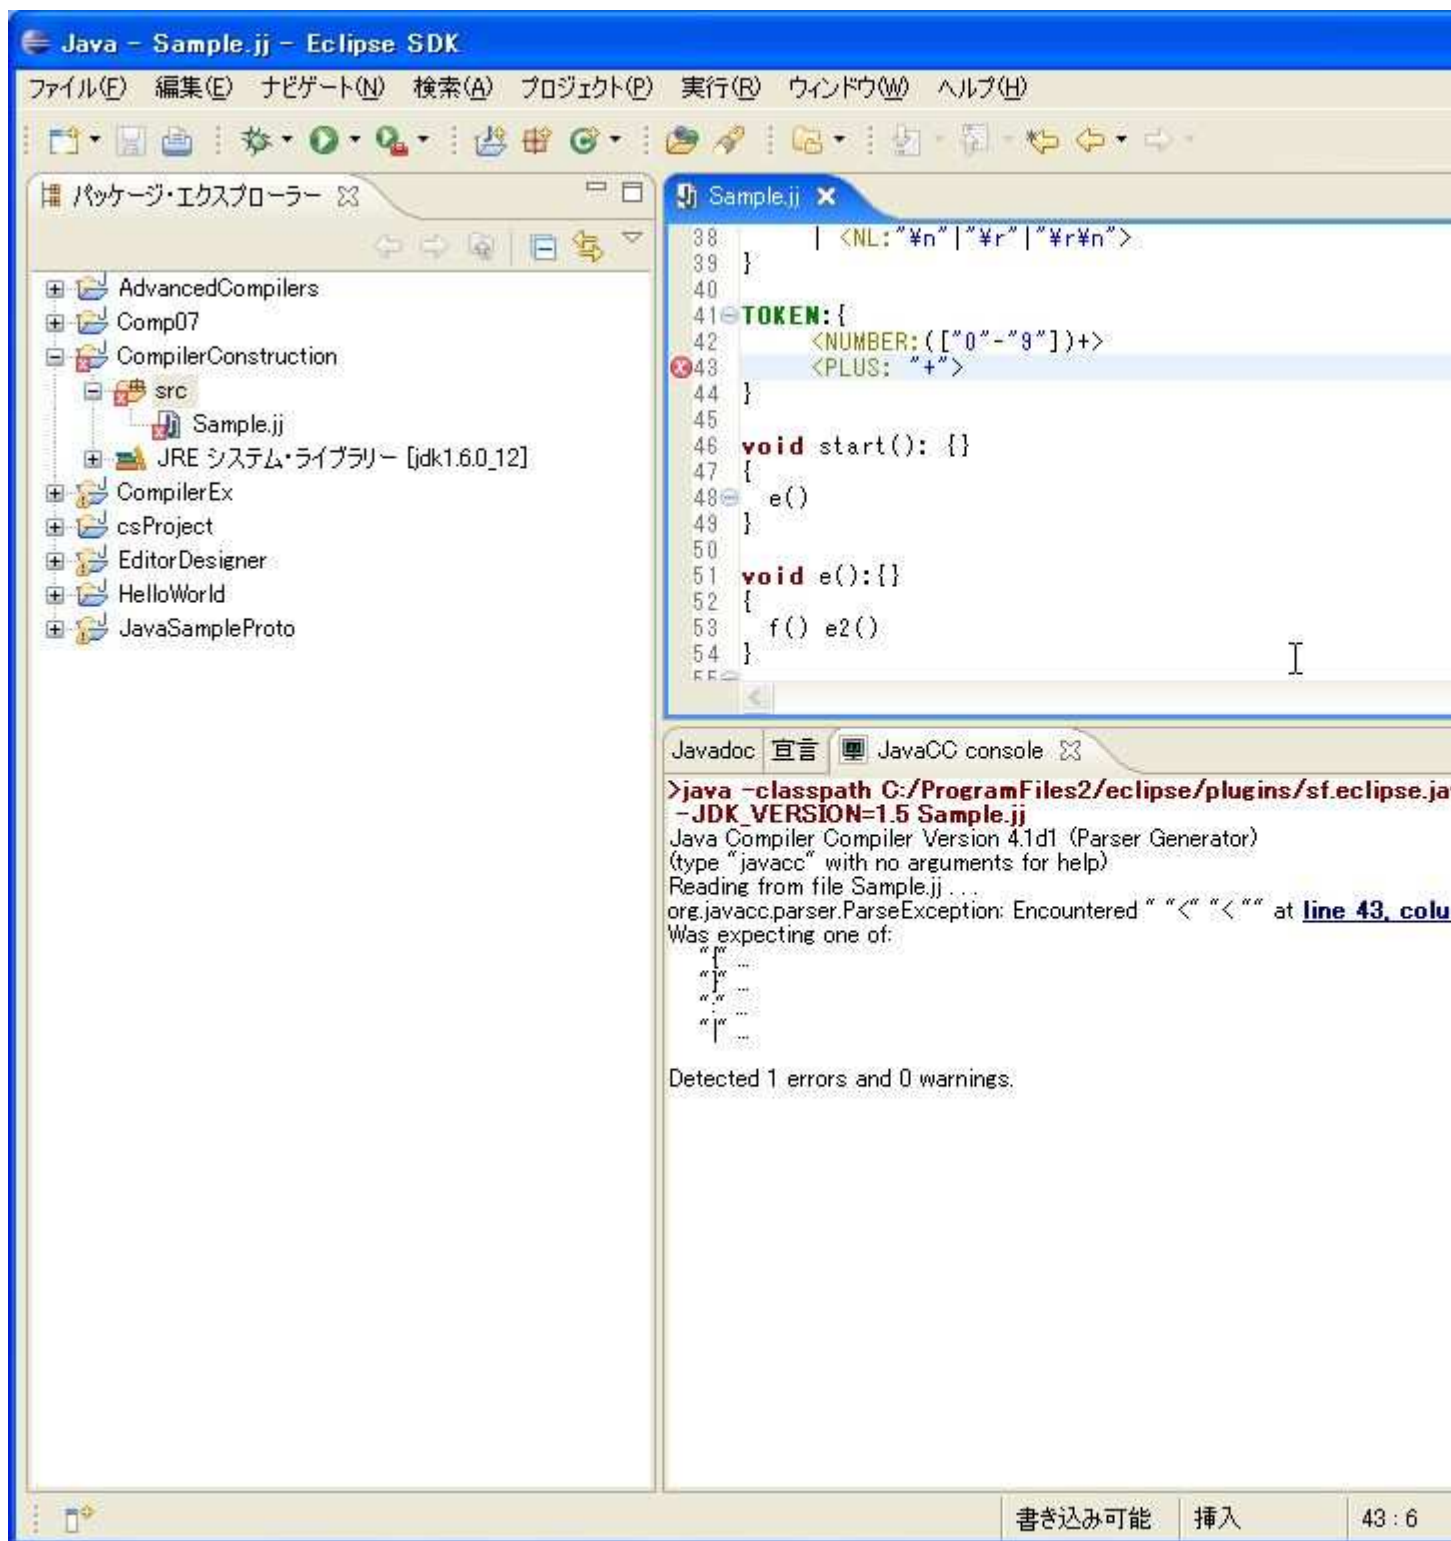 Java - Sample.jj - Eclipse SDK
ファイル(F) 編集(E) ナビゲート(N) 検索(A) プロジェクト(P) 実行(R) ウィンドウ(W) ヘルプ(H)
パッケージ・エクスプローラー
AdvancedCompilers
Comp07
CompilerConstruction
src
Sample.jj
JRE システム・ライブラリー [jdk1.6.0_12]
CompilerEx
csProject
EditorDesigner
HelloWorld
JavaSampleProto
Sample.jj
38 | <NL:"¥n"|"¥r"|"¥r¥n">
39 }
40
41 TOKEN:{
42 <NUMBER:(["0"-"9"])+>
43 <PLUS: "+">
44 }
45
46 void start(): {}
47 {
48 e()
49 }
50
51 void e():{}
52 {
53 f() e2()
54 }
55
Javadoc 宣言 JavaCC console
>java -classpath C:/ProgramFiles2/eclipse/plugins/sf.eclipse.ja
-JDK_VERSION=1.5 Sample.jj
Java Compiler Compiler Version 4.1d1 (Parser Generator)
(type "javacc" with no arguments for help)
Reading from file Sample.jj . . .
org.javacc.parser.ParseException: Encountered " "<" "< "" at line 43, colu
Was expecting one of:
"{" ...
"}" ...
":" ...
"|" ...
Detected 1 errors and 0 warnings.
書き込み可能 挿入 43 : 6